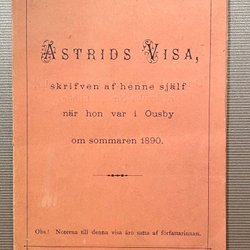 ASTRIDS VISA,
skrifven af henne själf
när hon var i Ousby
om sommaren 1890.
Obs! Noterna till denna visa äro satta af författarinnan.